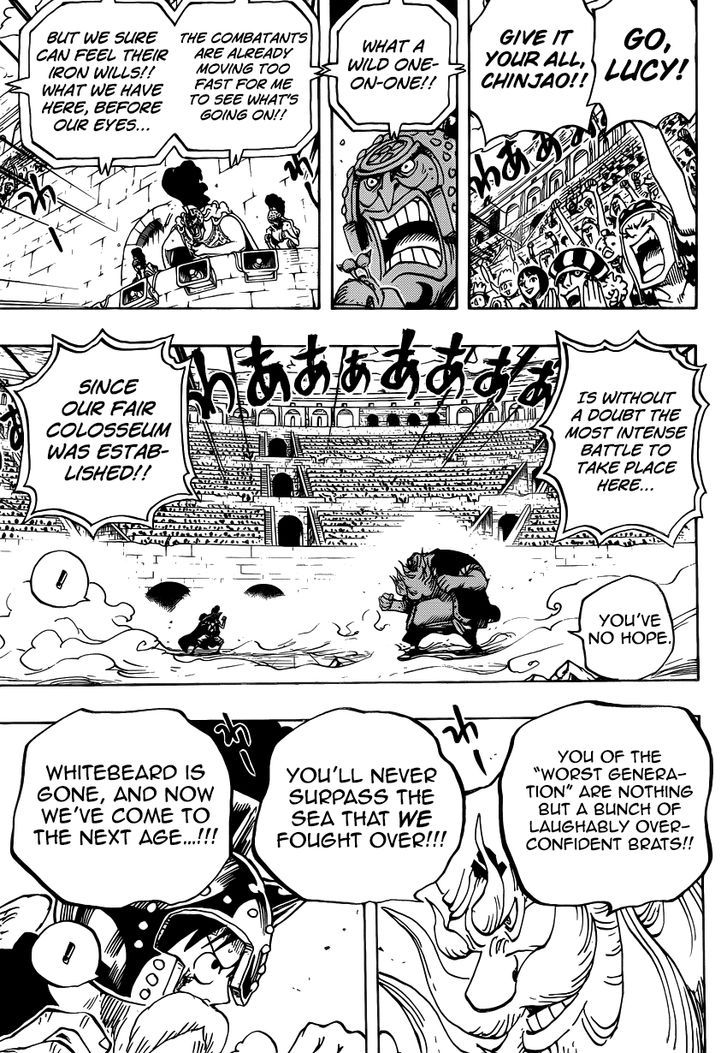 GO,
LUCY!
GIVE IT
YOUR ALL,
CHINJAO!!
わあぁぁ
WHAT A
WILD ONE-
ON-ONE!!
THE COMBATANTS
ARE ALREADY
MOVING TOO
FAST FOR ME
TO SEE WHAT'S
GOING ON!!
BUT WE SURE
CAN FEEL THEIR
IRON WILLS!!
WHAT WE HAVE
HERE, BEFORE
OUR EYES...
IS WITHOUT
A DOUBT THE
MOST INTENSE
BATTLE TO
TAKE PLACE
HERE...
わああぁあぁああ
SINCE
OUR FAIR
COLOSSEUM
WAS ESTAB-
LISHED!!
YOU'VE
NO HOPE.
YOU OF THE
"WORST GENERA-
TION" ARE NOTHING
BUT A BUNCH OF
LAUGHABLY OVER-
CONFIDENT BRATS!!
YOU'LL NEVER
SURPASS THE
SEA THAT WE
FOUGHT OVER!!!
WHITEBEARD IS
GONE, AND NOW
WE'VE COME TO
THE NEXT AGE...!!!